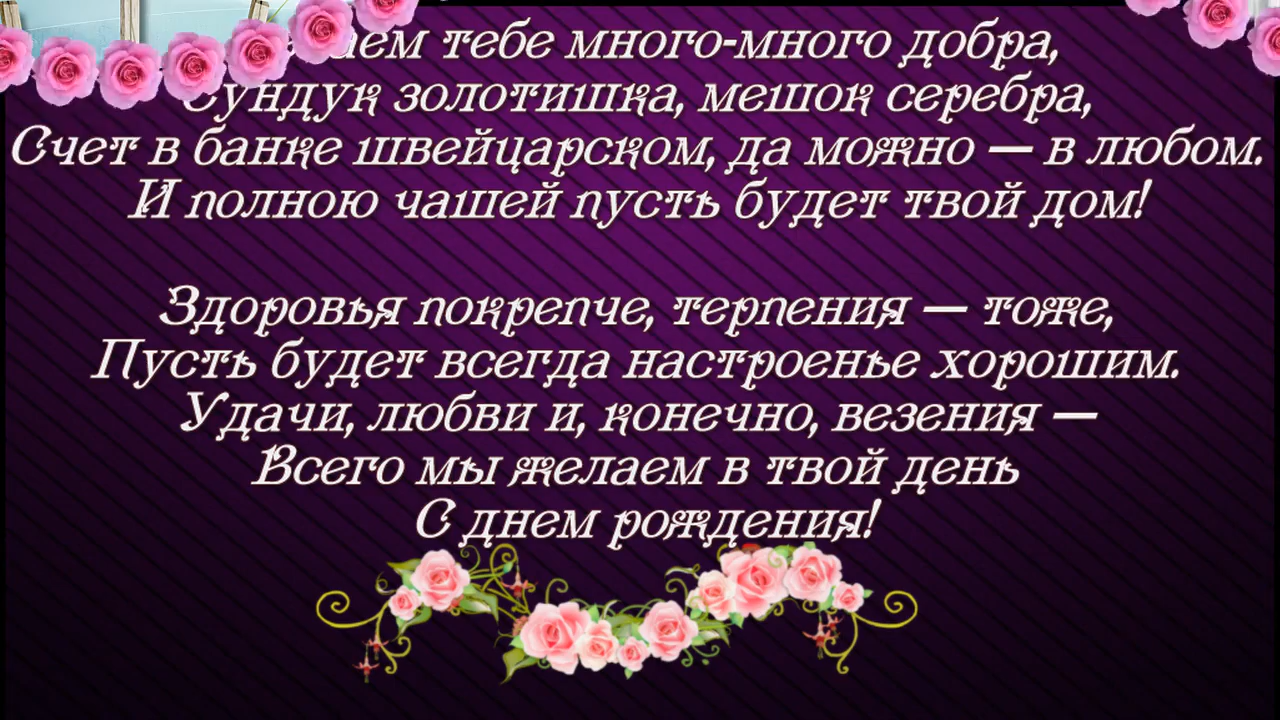 тебе много-много добра,
Сундук золотишка, мешок серебра,
Счет в банке швейцарском, да можно — в любом.
И полною чашей пусть будет твой дом!
Здоровья покрепче, терпения — тоже,
Пусть будет всегда настроенье хорошим.
Удачи, любви и, конечно, везения —
Всего мы желаем в твой день
С днем рождения!